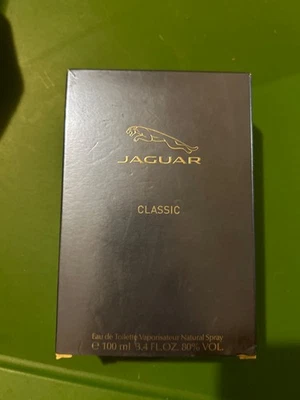 JAGUAR
CLASSIC
Eau de Toilette Vaporisateur Natural Spray
℮ 100 ml 3.4 FL.OZ. 80% VOL.